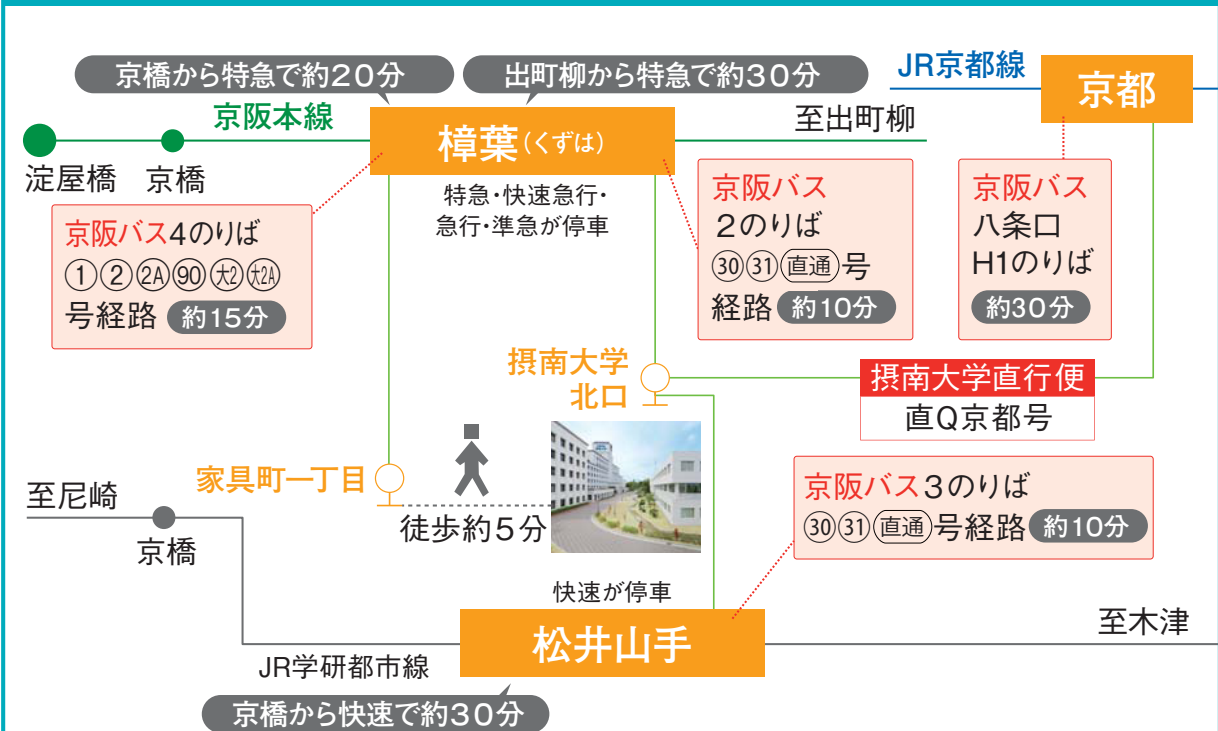 京橋から特急で約20分
出町柳から特急で約30分
JR京都線
京都
京阪本線
樟葉(くずは)
至出町柳
淀屋橋
京橋
特急・快速急行・
急行・準急が停車
京阪バス4のりば
①②2A90大2大2A
号経路 約15分
京阪バス
2のりば
㉚㉛直通号
経路 約10分
京阪バス
八条口
H1のりば
約30分
摂南大学
北口
摂南大学直行便
直Q京都号
家具町一丁目
徒歩約5分
京阪バス3のりば
㉚㉛直通号経路 約10分
至尼崎
京橋
快速が停車
松井山手
至木津
JR学研都市線
京橋から快速で約30分